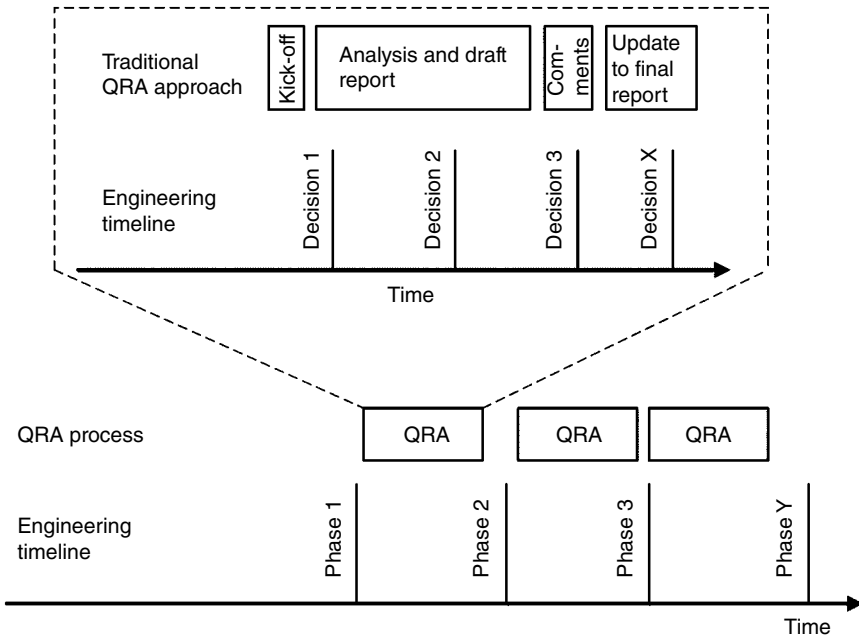 Traditional
QRA approach
Kick-off
Analysis and draft
report
Com-
ments
Update
to final
report
Engineering
timeline
Decision 1
Decision 2
Decision 3
Decision X
Time
QRA process
QRA
QRA
QRA
Engineering
timeline
Phase 1
Phase 2
Phase 3
Phase Y
Time